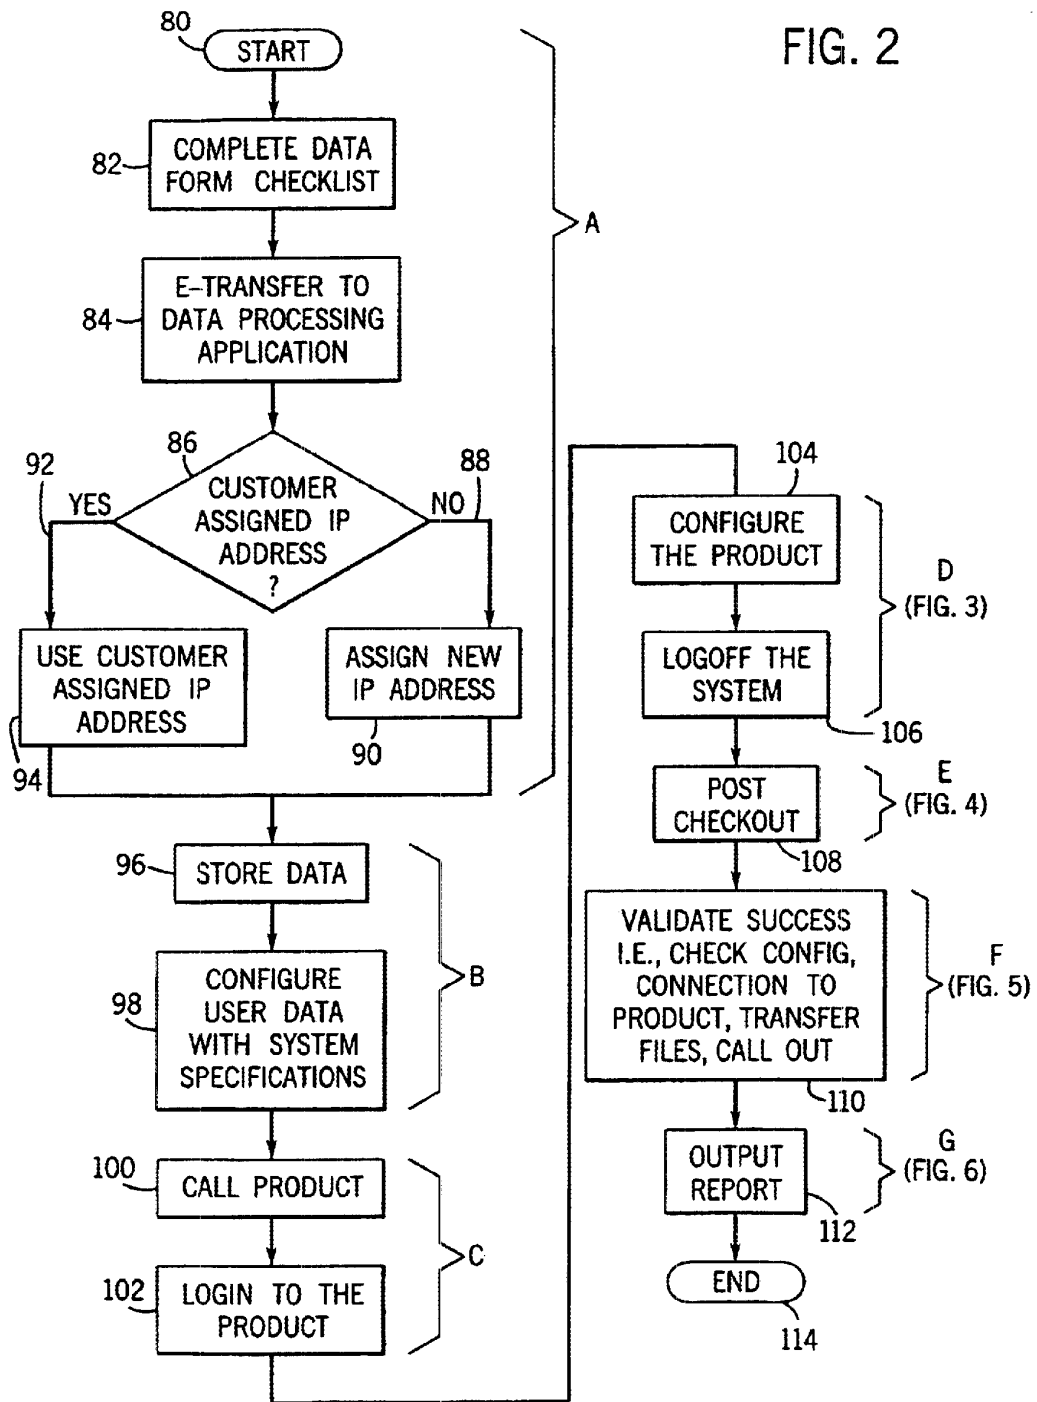 FIG. 2
80
START
82
COMPLETE DATA
FORM CHECKLIST
A
84
E-TRANSFER TO
DATA PROCESSING
APPLICATION
86
92
88
YES
NO
CUSTOMER
ASSIGNED IP
ADDRESS
?
USE CUSTOMER
ASSIGNED IP
ADDRESS
94
ASSIGN NEW
IP ADDRESS
90
96
STORE DATA
B
98
CONFIGURE
USER DATA
WITH SYSTEM
SPECIFICATIONS
100
CALL PRODUCT
C
102
LOGIN TO THE
PRODUCT
104
CONFIGURE
THE PRODUCT
D
(FIG. 3)
LOGOFF THE
SYSTEM
106
POST
CHECKOUT
108
E
(FIG. 4)
VALIDATE SUCCESS
I.E., CHECK CONFIG,
CONNECTION TO
PRODUCT, TRANSFER
FILES, CALL OUT
110
F
(FIG. 5)
OUTPUT
REPORT
112
G
(FIG. 6)
END
114